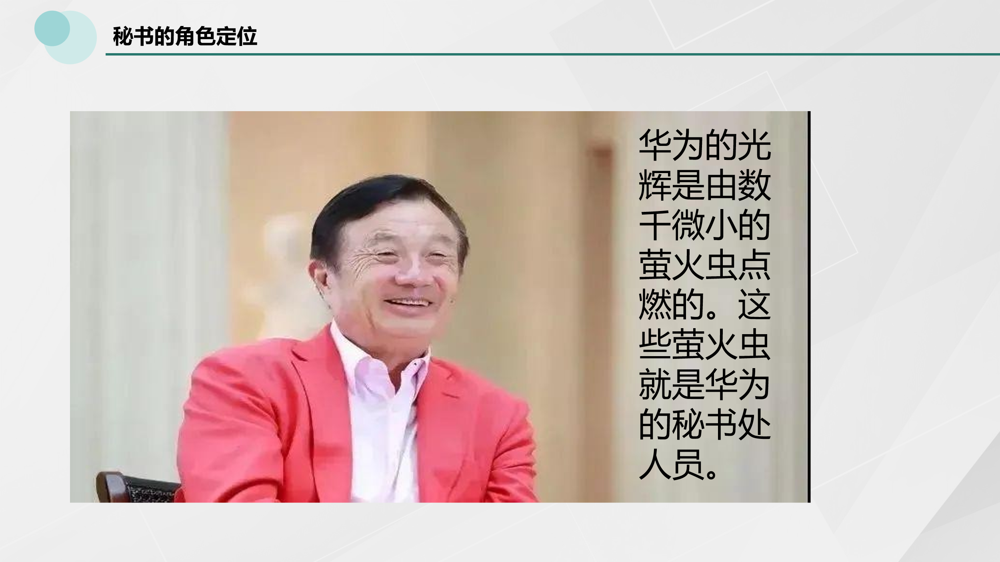 秘书的角色定位
华为的光
辉是由数
千微小的
萤火虫点
燃的。这
些萤火虫
就是华为
的秘书处
人员。